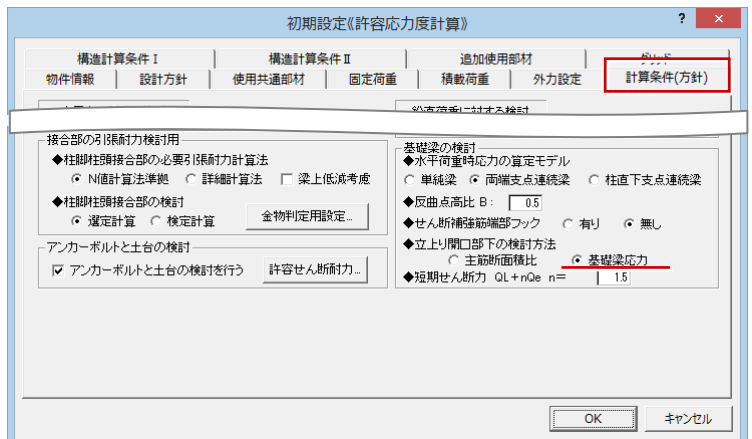 初期設定《許容応力度計算》
? ×
構造計算条件Ⅰ 構造計算条件Ⅱ 追加使用部材 グリッド
物件情報 設計方針 使用共通部材 固定荷重 積載荷重 外力設定 計算条件(方針)
鉛直荷重に対する検討
接合部の引張耐力検討用
◆柱脚柱頭接合部の必要引張耐力計算法
N値計算法準拠 詳細計算法 梁上低減考慮
◆柱脚柱頭接合部の検討
選定計算 検定計算 金物判定用設定...
アンカーボルトと土台の検討
アンカーボルトと土台の検討を行う 許容せん断耐力...
基礎梁の検討
◆水平荷重時応力の算定モデル
単純梁 両端支点連続梁 柱直下支点連続梁
◆反曲点高比 B: 0.5
◆せん断補強筋端部フック 有り 無し
◆立上り開口部下の検討方法
主筋断面積比 基礎梁応力
◆短期せん断力 QL+nQe n= 1.5
OK キャンセル